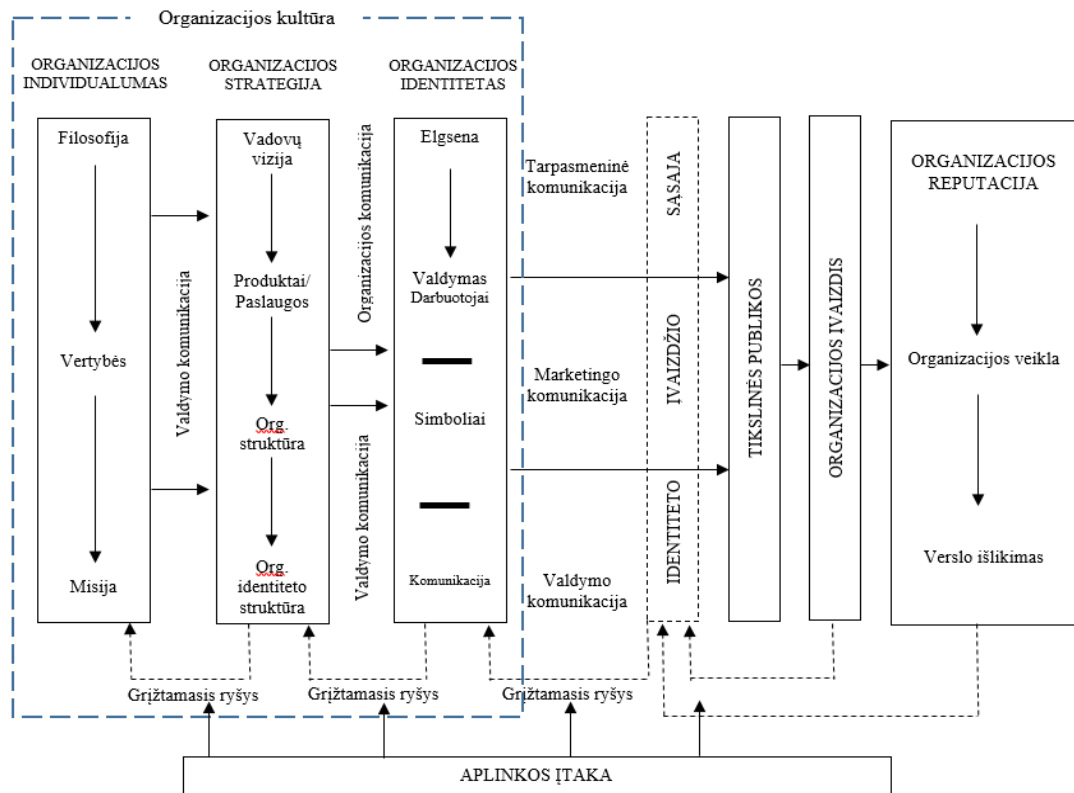 Organizacijos kultūra
ORGANIZACIJOS
INDIVIDUALUMAS
ORGANIZACIJOS
STRATEGIJA
ORGANIZACIJOS
IDENTITETAS
Filosofija
Vertybės
Misija
Valdymo komunikacija
Vadovų
vizija
Produktai/
Paslaugos
Org.
struktūra
Org.
identiteto
struktūra
Organizacijos komunikacija
Valdymo komunikacija
Elgsena
Valdymas
Darbuotojai
Simboliai
Komunikacija
Tarpasmeninė
komunikacija
Marketingo
komunikacija
Valdymo
komunikacija
IDENTITETO ĮVAIZDŽIO SĄSAJA
TIKSLINĖS PUBLIKOS
ORGANIZACIJOS IVAIZDIS
ORGANIZACIJOS
REPUTACIJA
Organizacijos veikla
Verslo išlikimas
Grįžtamasis ryšys
Grįžtamasis ryšys
Grįžtamasis ryšys
APLINKOS ĮTAKA